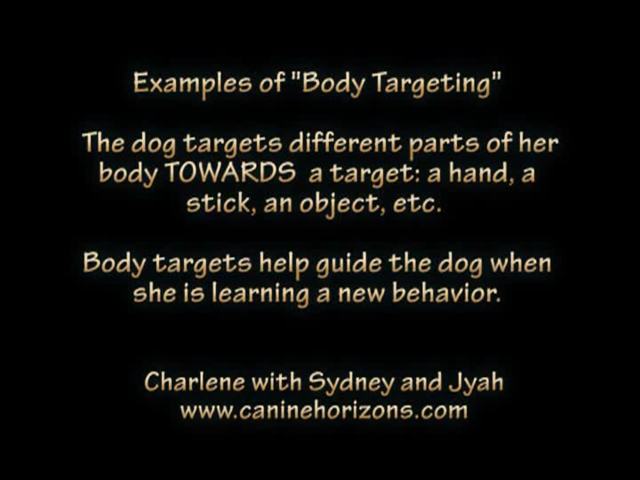 Examples of "Body Targeting"
The dog targets different parts of her
body TOWARDS a target: a hand, a
stick, an object, etc.
Body targets help guide the dog when
she is learning a new behavior.
Charlene with Sydney and Jyah
www.caninehorizons.com